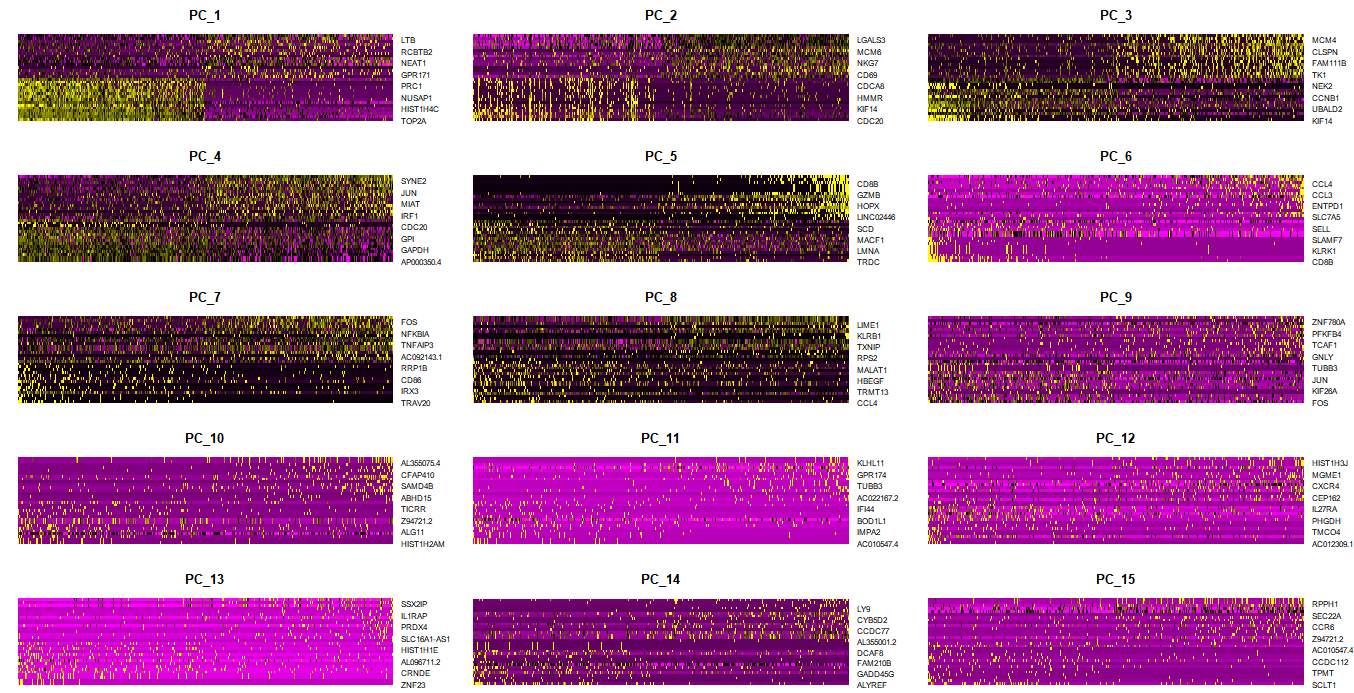 PC_1
LTB
RCBTB2
NEAT1
GPR171
PRC1
NUSAP1
HIST1H4C
TOP2A
PC_2
LGALS3
MCM6
NKG7
CD69
CDCA8
HMMR
KIF14
CDC20
PC_3
MCM4
CLSPN
FAM111B
TK1
NEK2
CCNB1
UBALD2
KIF14
PC_4
SYNE2
JUN
MIAT
IRF1
CDC20
GPI
GAPDH
AP000350.4
PC_5
CD8B
GZMB
HOPX
LINC02446
SCD
MACF1
LMNA
TRDC
PC_6
CCL4
CCL3
ENTPD1
SLC7A5
SELL
SLAMF7
KLRK1
CD8B
PC_7
FOS
NFKBIA
TNFAIP3
AC092143.1
RRP1B
CD86
IRX3
TRAV20
PC_8
LIME1
KLRB1
TXNIP
RPS2
MALAT1
HBEGF
TRMT13
CCL4
PC_9
ZNF780A
PFKFB4
TCAF1
GNLY
TUBB3
JUN
KIF26A
FOS
PC_10
AL355075.4
CFAP410
SAMD4B
ABHD15
TICRR
Z94721.2
ALG11
HIST1H2AM
PC_11
KLHL11
GPR174
TUBB3
AC022167.2
IFI44
BOD1L1
IMPA2
AC010547.4
PC_12
HIST1H3J
MGME1
CXCR4
CEP162
IL27RA
PHGDH
TMCO4
AC012309.1
PC_13
SSX2IP
IL1RAP
PRDX4
SLC16A1-AS1
HIST1H1E
AL096711.2
CRNDE
ZNF23
PC_14
LY9
CYB5D2
CCDC77
AL355001.2
DCAF8
FAM210B
GADD45G
ALYREF
PC_15
RPPH1
SEC22A
CCR6
Z94721.2
AC010547.4
CCDC112
TPMT
SCLT1